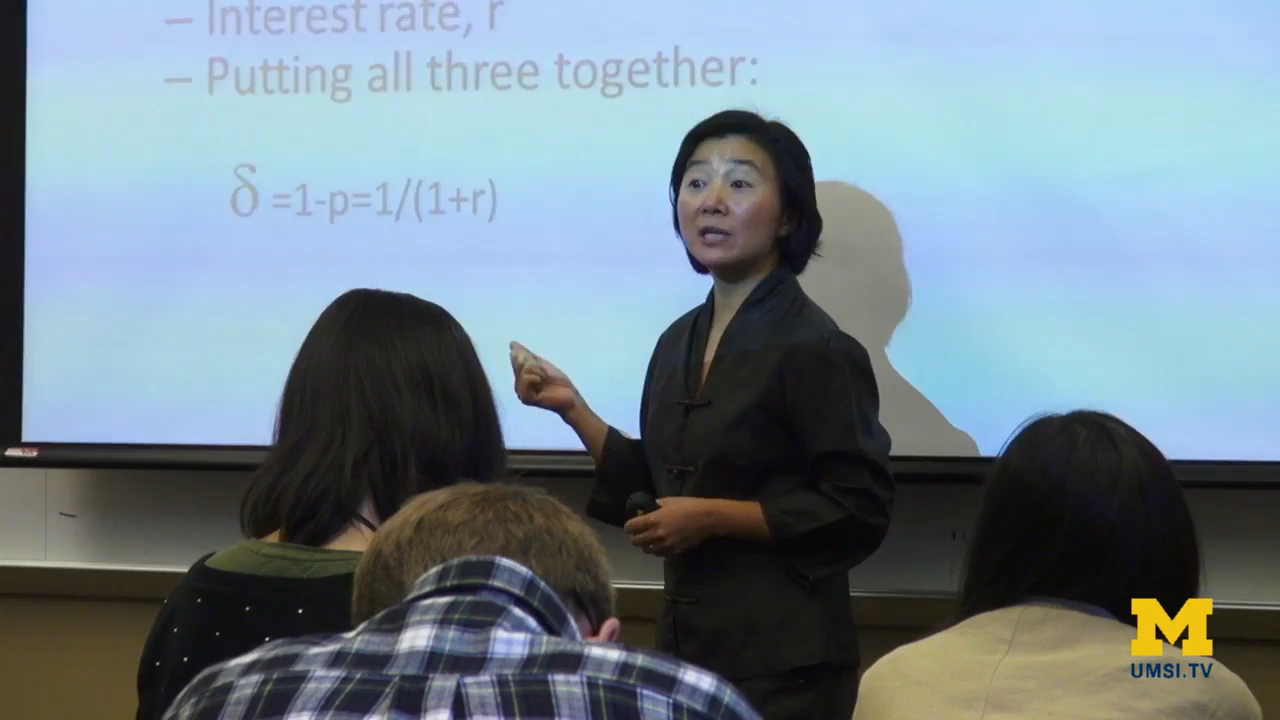 – Interest rate, r
– Putting all three together:
δ =1-p=1/(1+r)
M
UMSI.TV